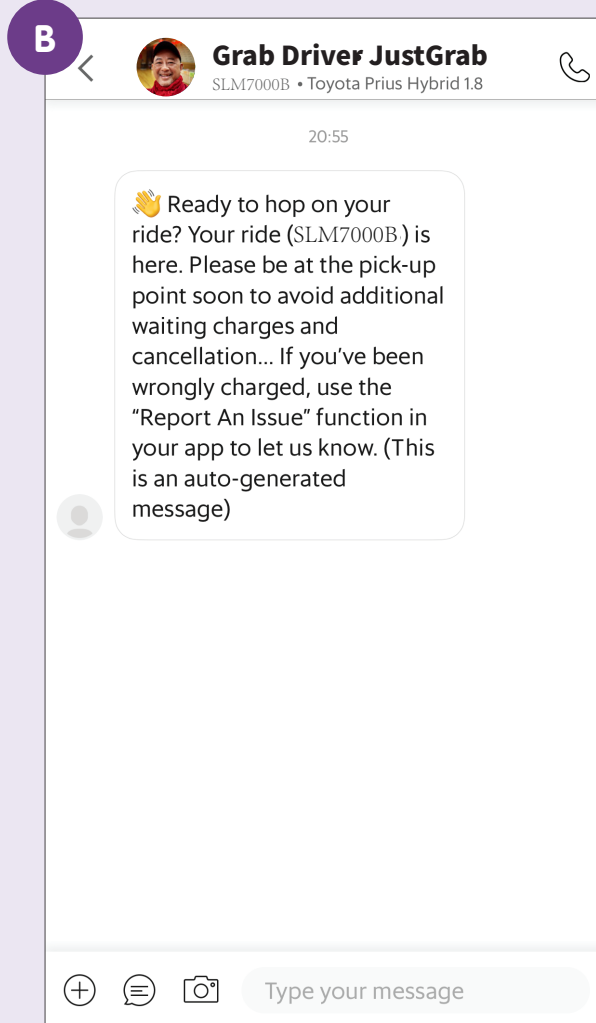 B
Grab Driver JustGrab
SLM7000B • Toyota Prius Hybrid 1.8
20:55
👋 Ready to hop on your
ride? Your ride (SLM7000B) is
here. Please be at the pick-up
point soon to avoid additional
waiting charges and
cancellation... If you’ve been
wrongly charged, use the
“Report An Issue” function in
your app to let us know. (This
is an auto-generated
message)
Type your message